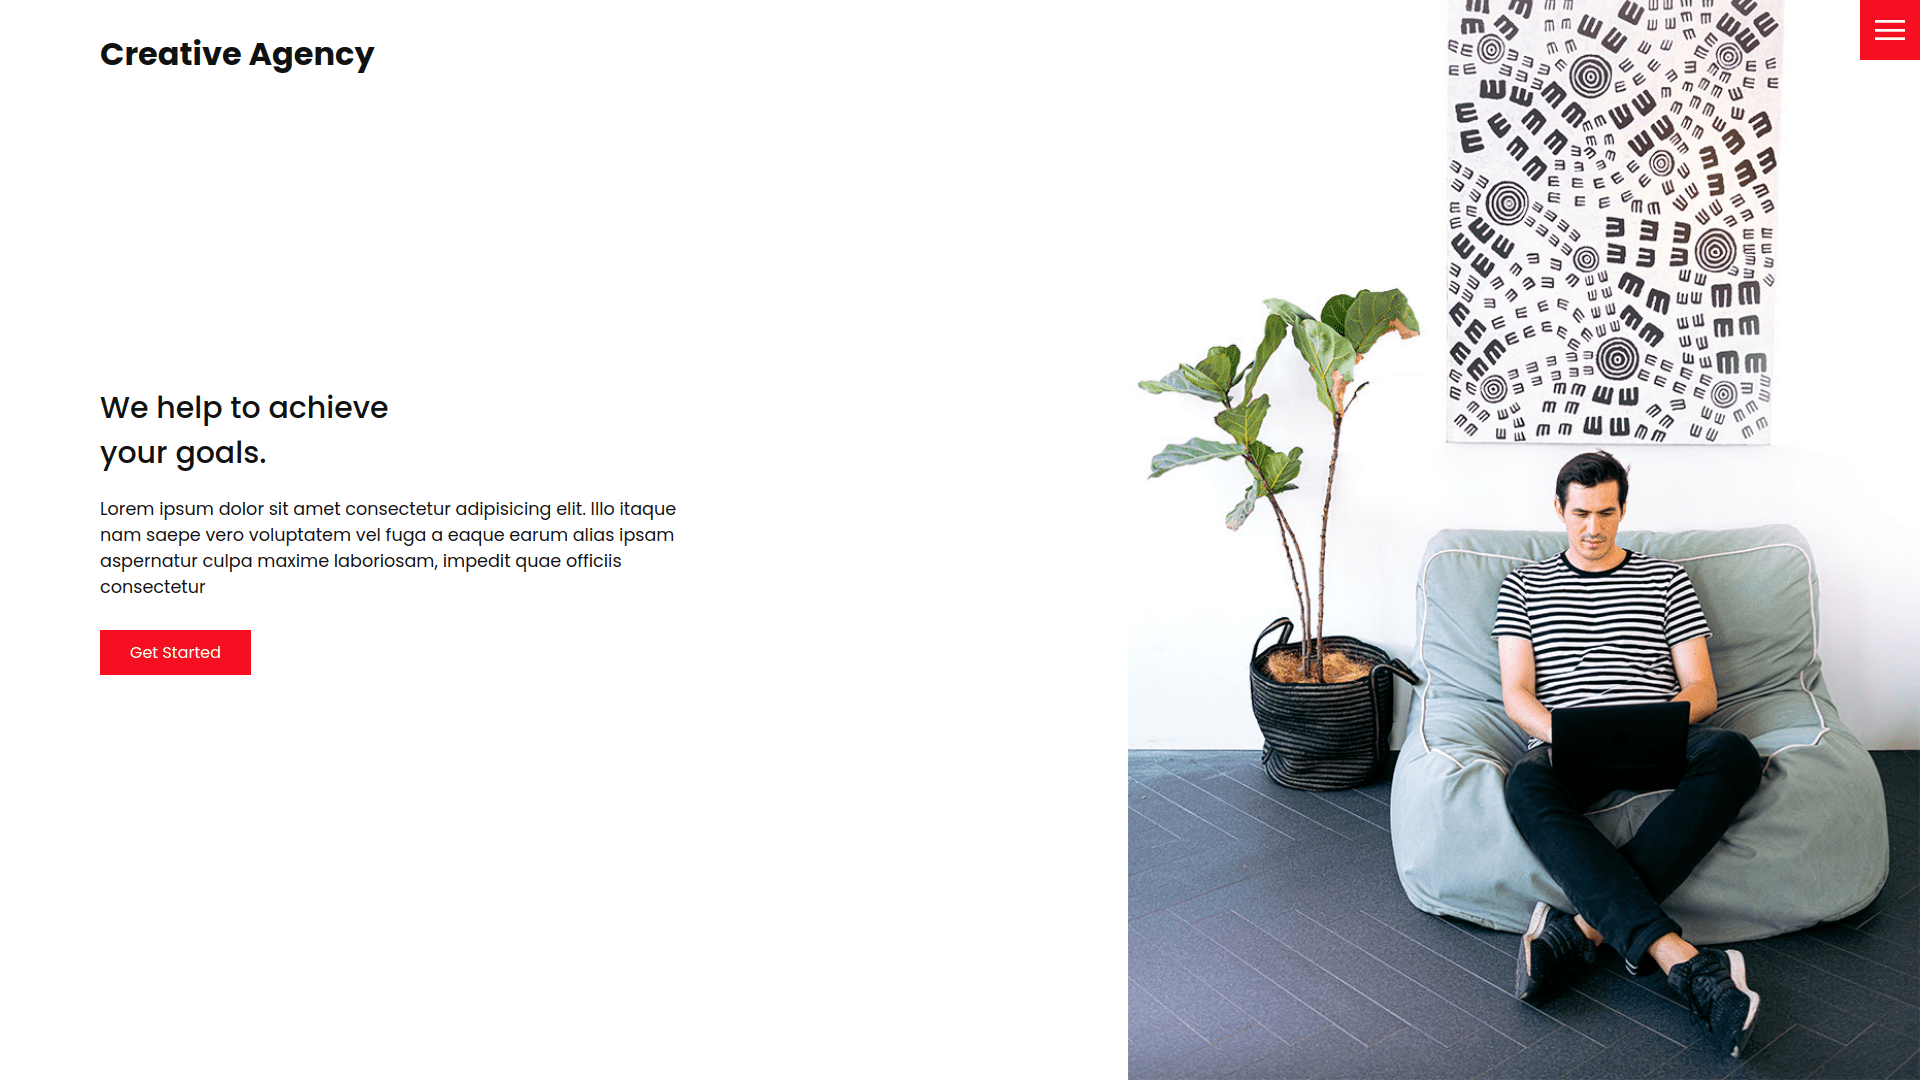 Creative Agency
We help to achieve
your goals.
Lorem ipsum dolor sit amet consectetur adipisicing elit. Illo itaque
nam saepe vero voluptatem vel fuga a eaque earum alias ipsam
aspernatur culpa maxime laboriosam, impedit quae officiis
consectetur
Get Started